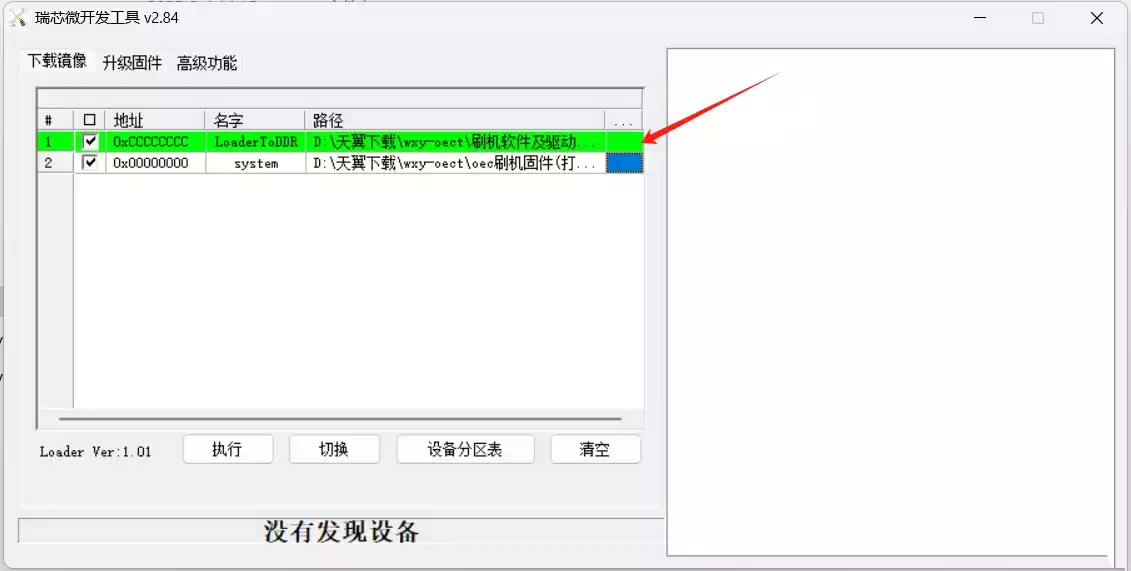 瑞芯微开发工具 v2.84
下载镜像 升级固件 高级功能
# 地址 名字 路径 ...
1 0xCCCCCCCC LoaderToDDR D:\天翼下载\wxy-oect\刷机软件及驱动...
2 0x00000000 system D:\天翼下载\wxy-oect\oec刷机固件(打...
Loader Ver:1.01 执行 切换 设备分区表 清空
没有发现设备